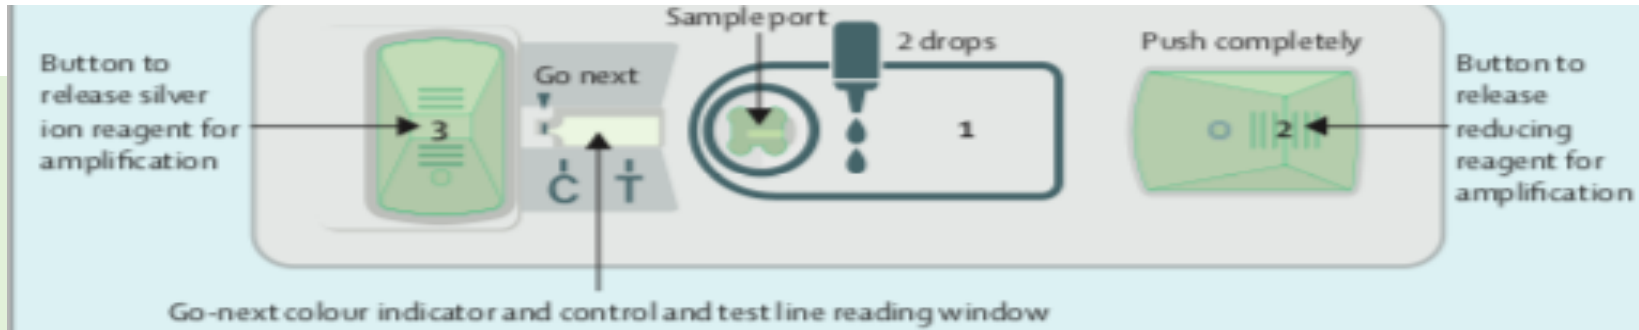 Sample port
2 drops
Push completely
Button to
release silver
ion reagent for
amplification
3
Go next
C T
1
2
Button to
release
reducing
reagent for
amplification
Go-next colour indicator and control and test line reading window